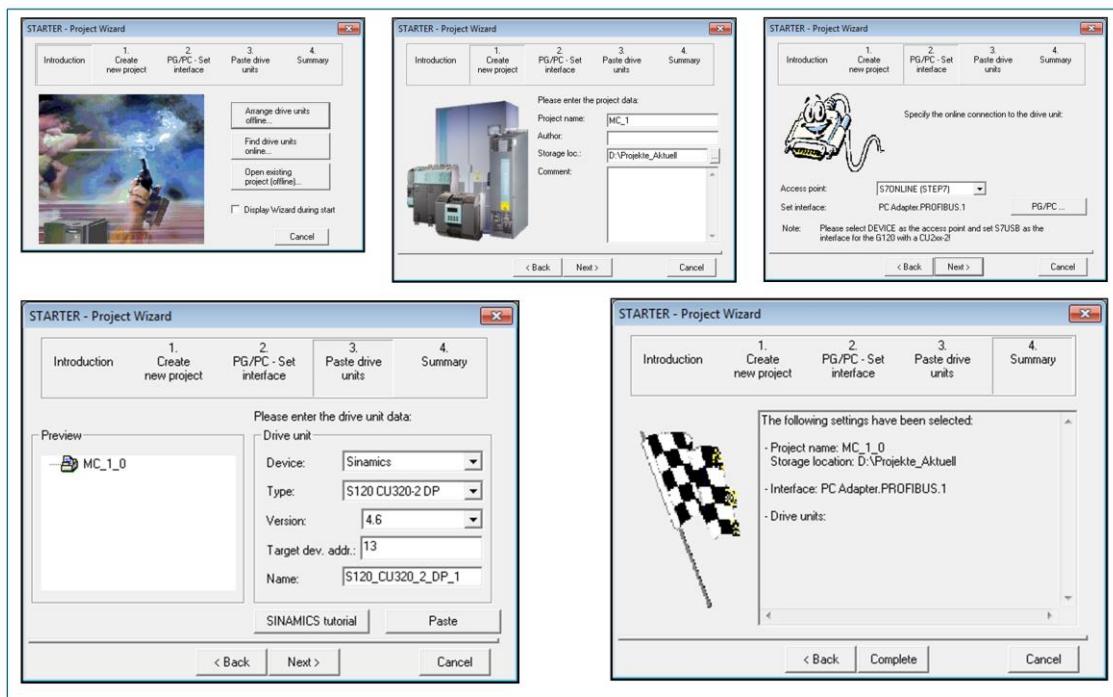 STARTER - Project Wizard
Introduction
1.
Create
new project
2.
PG/PC - Set
interface
3.
Paste drive
units
4.
Summary
Arrange drive units
offline...
Find drive units
online...
Open existing
project (offline)...
Display Wizard during start
Cancel
STARTER - Project Wizard
Introduction
1.
Create
new project
2.
PG/PC - Set
interface
3.
Paste drive
units
4.
Summary
Please enter the project data:
Project name: MC_1
Author:
Storage loc.: D:\Projekte_Aktuell ...
Comment:
< Back Next > Cancel
STARTER - Project Wizard
Introduction
1.
Create
new project
2.
PG/PC - Set
interface
3.
Paste drive
units
4.
Summary
Specify the online connection to the drive unit:
Access point: S7ONLINE (STEP7)
Set interface: PC Adapter.PROFIBUS.1 PG/PC ...
Note: Please select DEVICE as the access point and set S7USB as the
interface for the G120 with a CU2xx-2!
< Back Next > Cancel
STARTER - Project Wizard
Introduction
1.
Create
new project
2.
PG/PC - Set
interface
3.
Paste drive
units
4.
Summary
Please enter the drive unit data:
Preview
MC_1_0
Drive unit
Device: Sinamics
Type: S120 CU320-2 DP
Version: 4.6
Target dev. addr.: 13
Name: S120_CU320_2_DP_1
SINAMICS tutorial Paste
< Back Next > Cancel
STARTER - Project Wizard
Introduction
1.
Create
new project
2.
PG/PC - Set
interface
3.
Paste drive
units
4.
Summary
The following settings have been selected:
- Project name: MC_1_0
Storage location: D:\Projekte_Aktuell
- Interface: PC Adapter.PROFIBUS.1
- Drive units:
< Back Complete Cancel